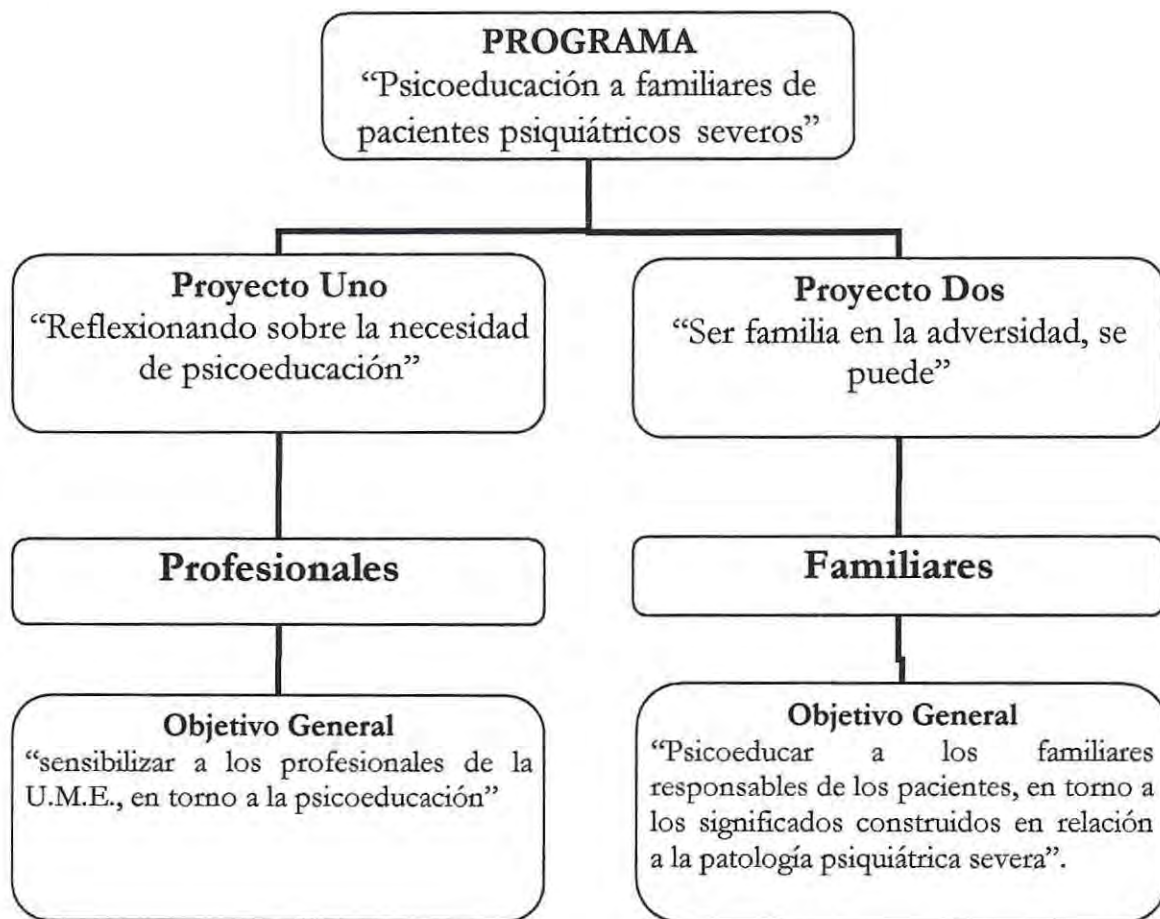 PROGRAMA
“Psicoeducación a familiares de
pacientes psiquiátricos severos”
Proyecto Uno
“Reflexionando sobre la necesidad
de psicoeducación”
Proyecto Dos
“Ser familia en la adversidad, se
puede”
Profesionales
Familiares
Objetivo General
“sensibilizar a los profesionales de la
U.M.E., en torno a la psicoeducación”
Objetivo General
“Psicoeducar a los familiares
responsables de los pacientes, en torno a
los significados construidos en relación
a la patología psiquiátrica severa”.